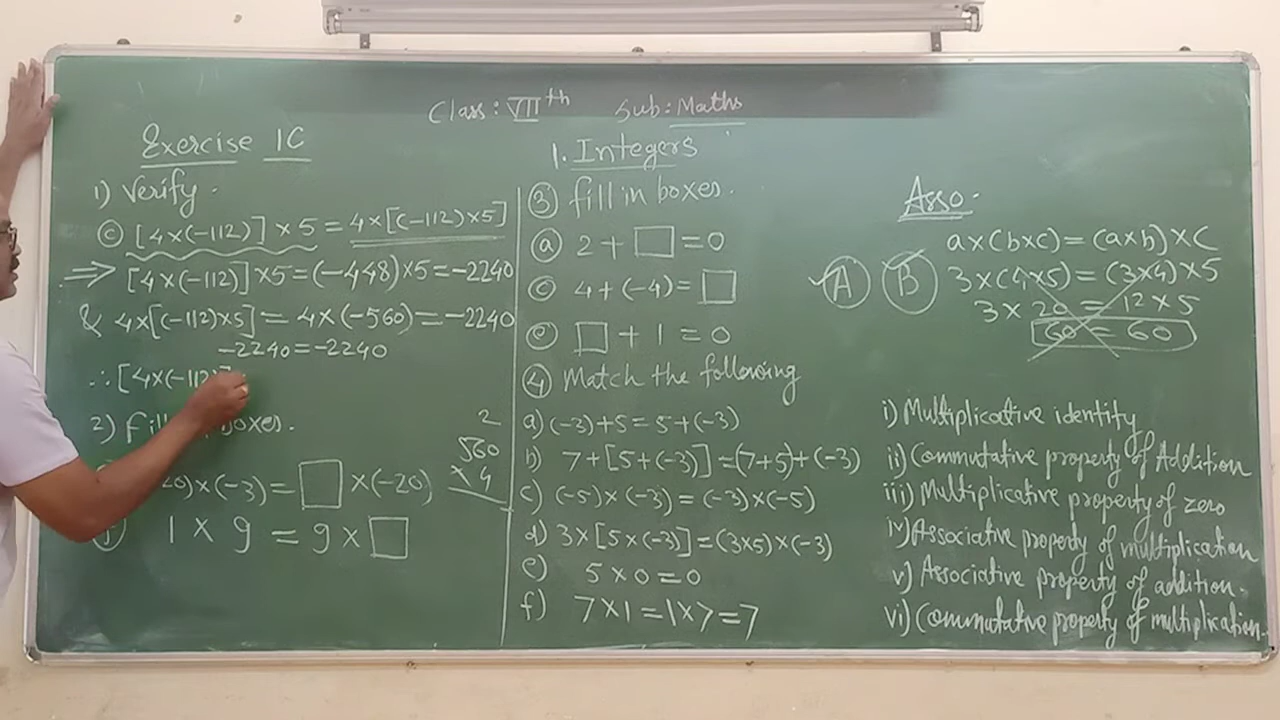 Class: VIIth Sub: Maths
Exercise 1C
1) Verify.
c [4×(-112)]×5 = 4×[(-112)×5]
⇒ [4×(-112)]×5=(-448)×5=-2240
& 4×[(-112)×5] = 4×(-560)=-2240
-2240=-2240
∴ [4×(-112)]
2) Fill boxes.
20)×(-3)= □ ×(-20)
1 × 9 = 9 × □
2
560
× 4
1. Integers
3 fill in boxes.
a 2 + □ = 0
c 4 + (-4) = □
e □ + 1 = 0
4 Match the following
a) (-3)+5 = 5+(-3)
b) 7+[5+(-3)]=(7+5)+(-3)
c) (-5)×(-3) = (-3)×(-5)
d) 3×[5×(-3)]=(3×5)×(-3)
e) 5×0=0
f) 7×1=1×7=7
Asso.
a×(b×c)=(a×b)×c
A B 3×(4×5)=(3×4)×5
3×20 = 12×5
60 = 60
i) Multiplicative identity
ii) Commutative property of Addition
iii) Multiplicative property of zero
iv) Associative property of multiplication
v) Associative property of addition.
vi) Commutative property of multiplication.